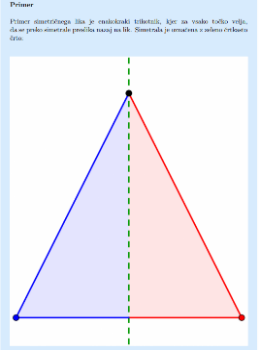 Primer
Primer simetričnega lika je enakokraki trikotnik, kjer za vsako točko velja,
da se preko simetrale preslika nazaj na lik. Simetrala je označena z zeleno črtkasto
črto.